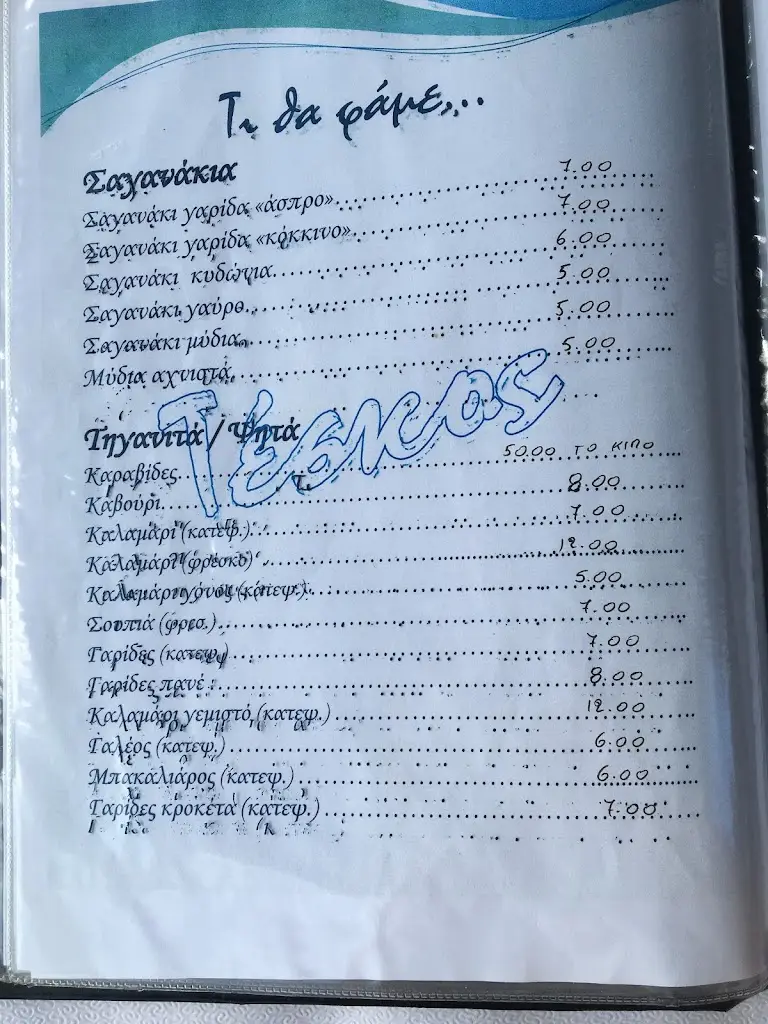 Τι θα φάμε,..
Σαγανάκια
Σαγανάκι γαρίδα «άσπρο» 7.00
Σαγανάκι γαρίδα «κόκκινο» 7.00
Σαγανάκι κυδώνια 6.00
Σαγανάκι γαύρο 5.00
Σαγανάκι μύδια 5.00
Μύδια αχνιστά 5.00
Τέσκος
Τηγανιτά / Ψητά
Καραβίδες 50.00 ΤΟ ΚΙΛΟ
Καβούρι 8.00
Καλαμάρι (κατεψ.) 7.00
Καλαμάρι (φρέσκο) 12.00
Καλαμάρι γόνος (κατεψ.) 5.00
Σουπιά (φρεσ.) 7.00
Γαρίδες (κατεψ.) 7.00
Γαρίδες πανέ 8.00
Καλαμάρι γεμιστό (κατεψ.) 12.00
Γαλέος (κατεψ.) 6.00
Μπακαλιάρος (κατεψ.) 6.00
Γαρίδες κροκέτα (κατεψ.) 7.00